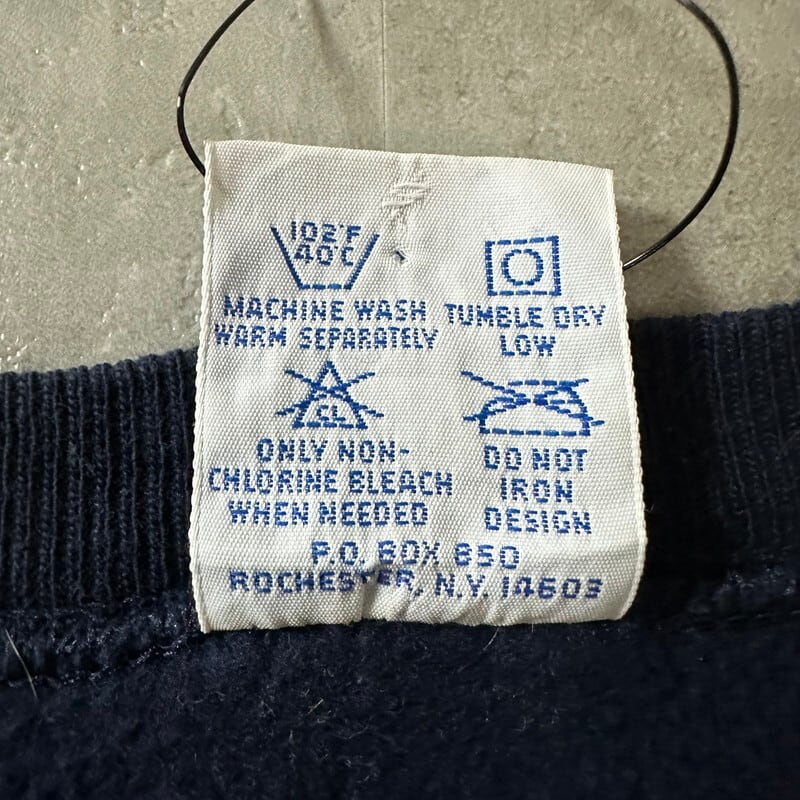 102°F
40°C
MACHINE WASH
WARM SEPARATELY
TUMBLE DRY
LOW
CL
ONLY NON-
CHLORINE BLEACH
WHEN NEEDED
DO NOT
IRON
DESIGN
P.O. BOX 850
ROCHESTER, N.Y. 14603